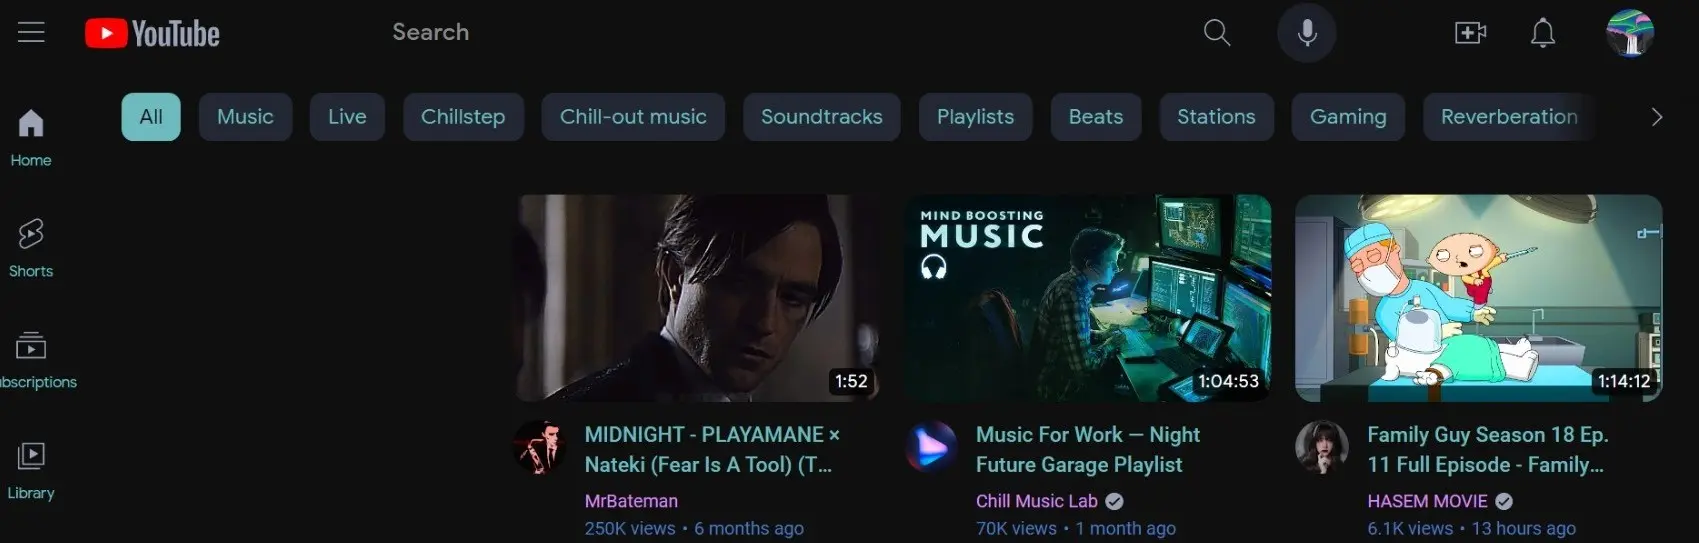 YouTube
Search
All
Music
Live
Chillstep
Chill-out music
Soundtracks
Playlists
Beats
Stations
Gaming
Reverberation
Home
Shorts
ubscriptions
Library
1:52
MIDNIGHT - PLAYAMANE ×
Nateki (Fear Is A Tool) (T...
MrBateman
250K views • 6 months ago
MIND BOOSTING
MUSIC
1:04:53
Music For Work — Night
Future Garage Playlist
Chill Music Lab
70K views • 1 month ago
1:14:12
Family Guy Season 18 Ep.
11 Full Episode - Family...
HASEM MOVIE
6.1K views • 13 hours ago